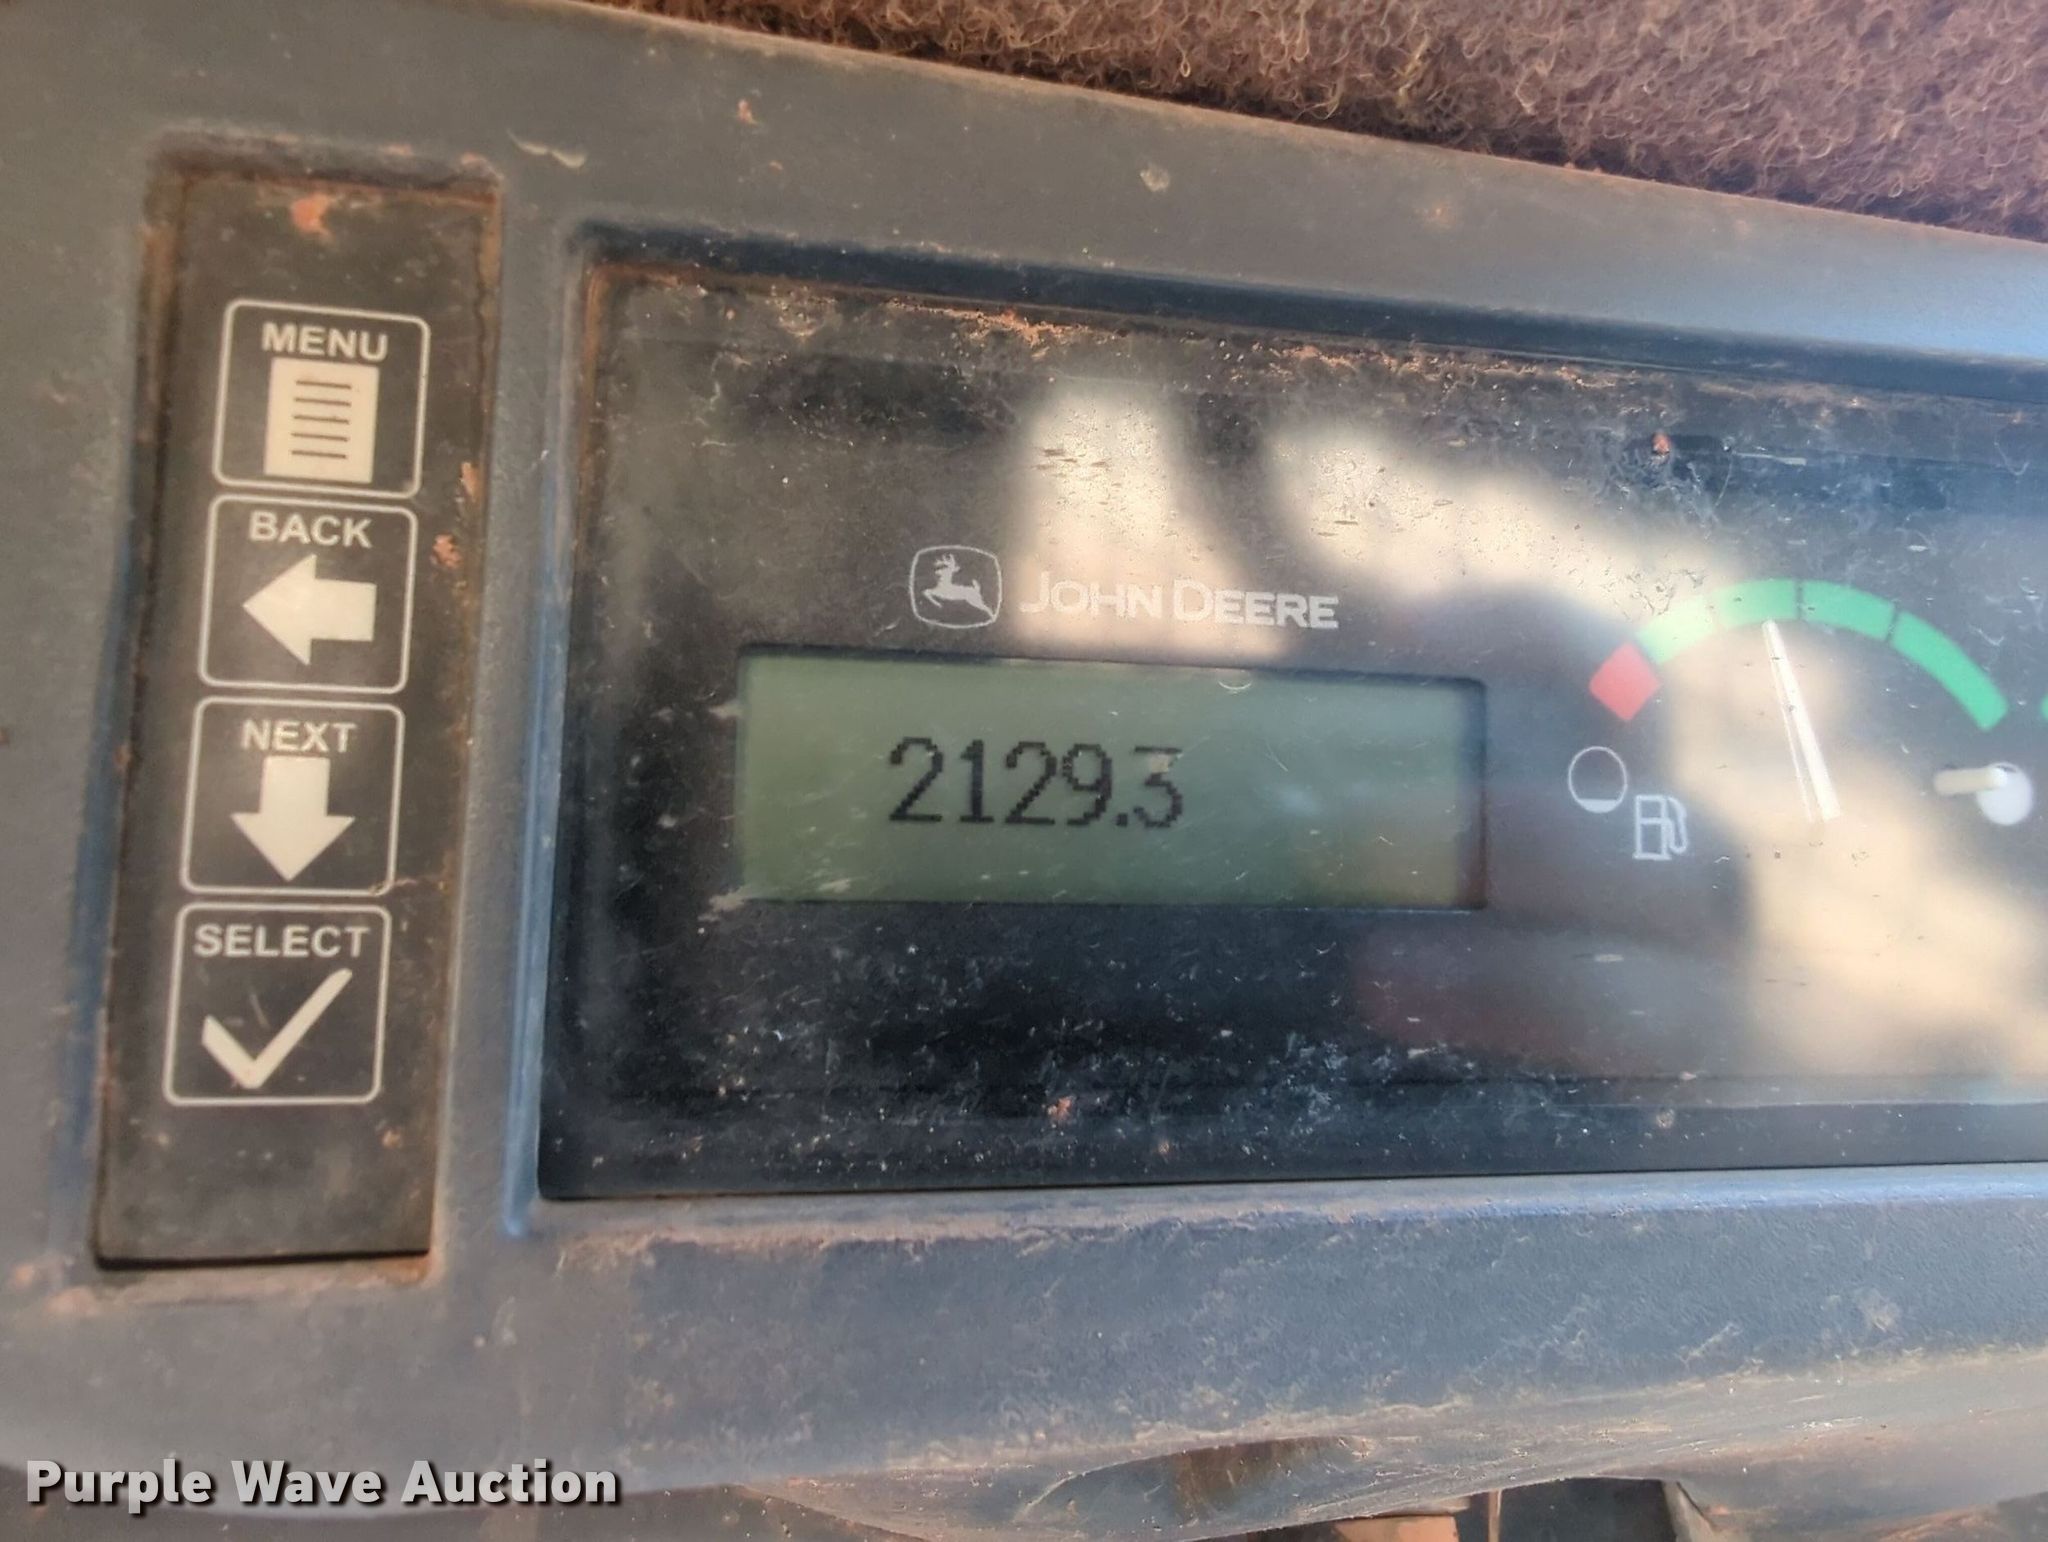 MENU
BACK
NEXT
SELECT
JOHN DEERE
2129.3
Purple Wave Auction